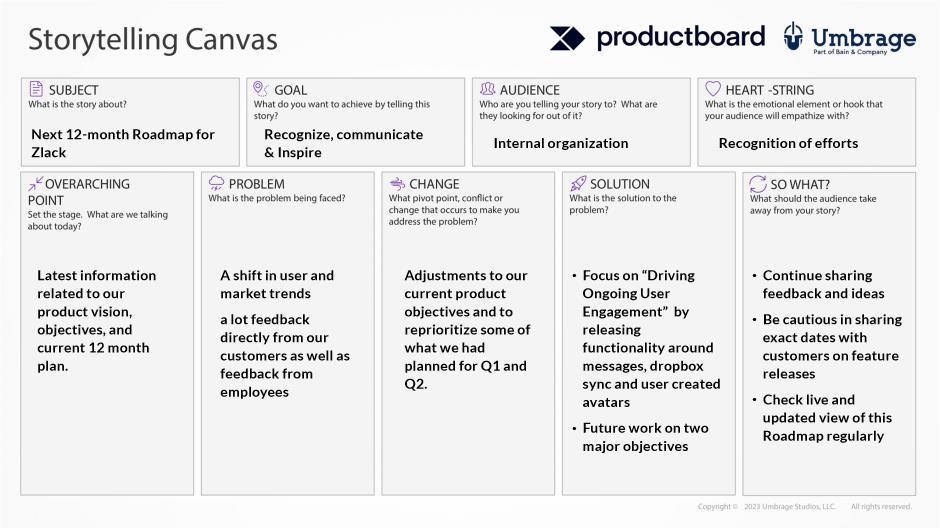 Storytelling Canvas
productboard
Umbrage
Part of Bain & Company
SUBJECT
What is the story about?
Next 12-month Roadmap for
Zlack
GOAL
What do you want to achieve by telling this
story?
Recognize, communicate
& Inspire
AUDIENCE
Who are you telling your story to?  What are
they looking for out of it?
Internal organization
HEART -STRING
What is the emotional element or hook that
your audience will empathize with?
Recognition of efforts
OVERARCHING
POINT
Set the stage.  What are we talking
about today?
Latest information
related to our
product vision,
objectives, and
current 12 month
plan.
PROBLEM
What is the problem being faced?
A shift in user and
market trends
a lot feedback
directly from our
customers as well as
feedback from
employees
CHANGE
What pivot point, conflict or
change that occurs to make you
address the problem?
Adjustments to our
current product
objectives and to
reprioritize some of
what we had
planned for Q1 and
Q2.
SOLUTION
What is the solution to the
problem?
• Focus on “Driving
Ongoing User
Engagement”  by
releasing
functionality around
messages, dropbox
sync and user created
avatars
• Future work on two
major objectives
SO WHAT?
What should the audience take
away from your story?
• Continue sharing
feedback and ideas
• Be cautious in sharing
exact dates with
customers on feature
releases
• Check live and
updated view of this
Roadmap regularly
Copyright ©   2023 Umbrage Studios, LLC.      All rights reserved.